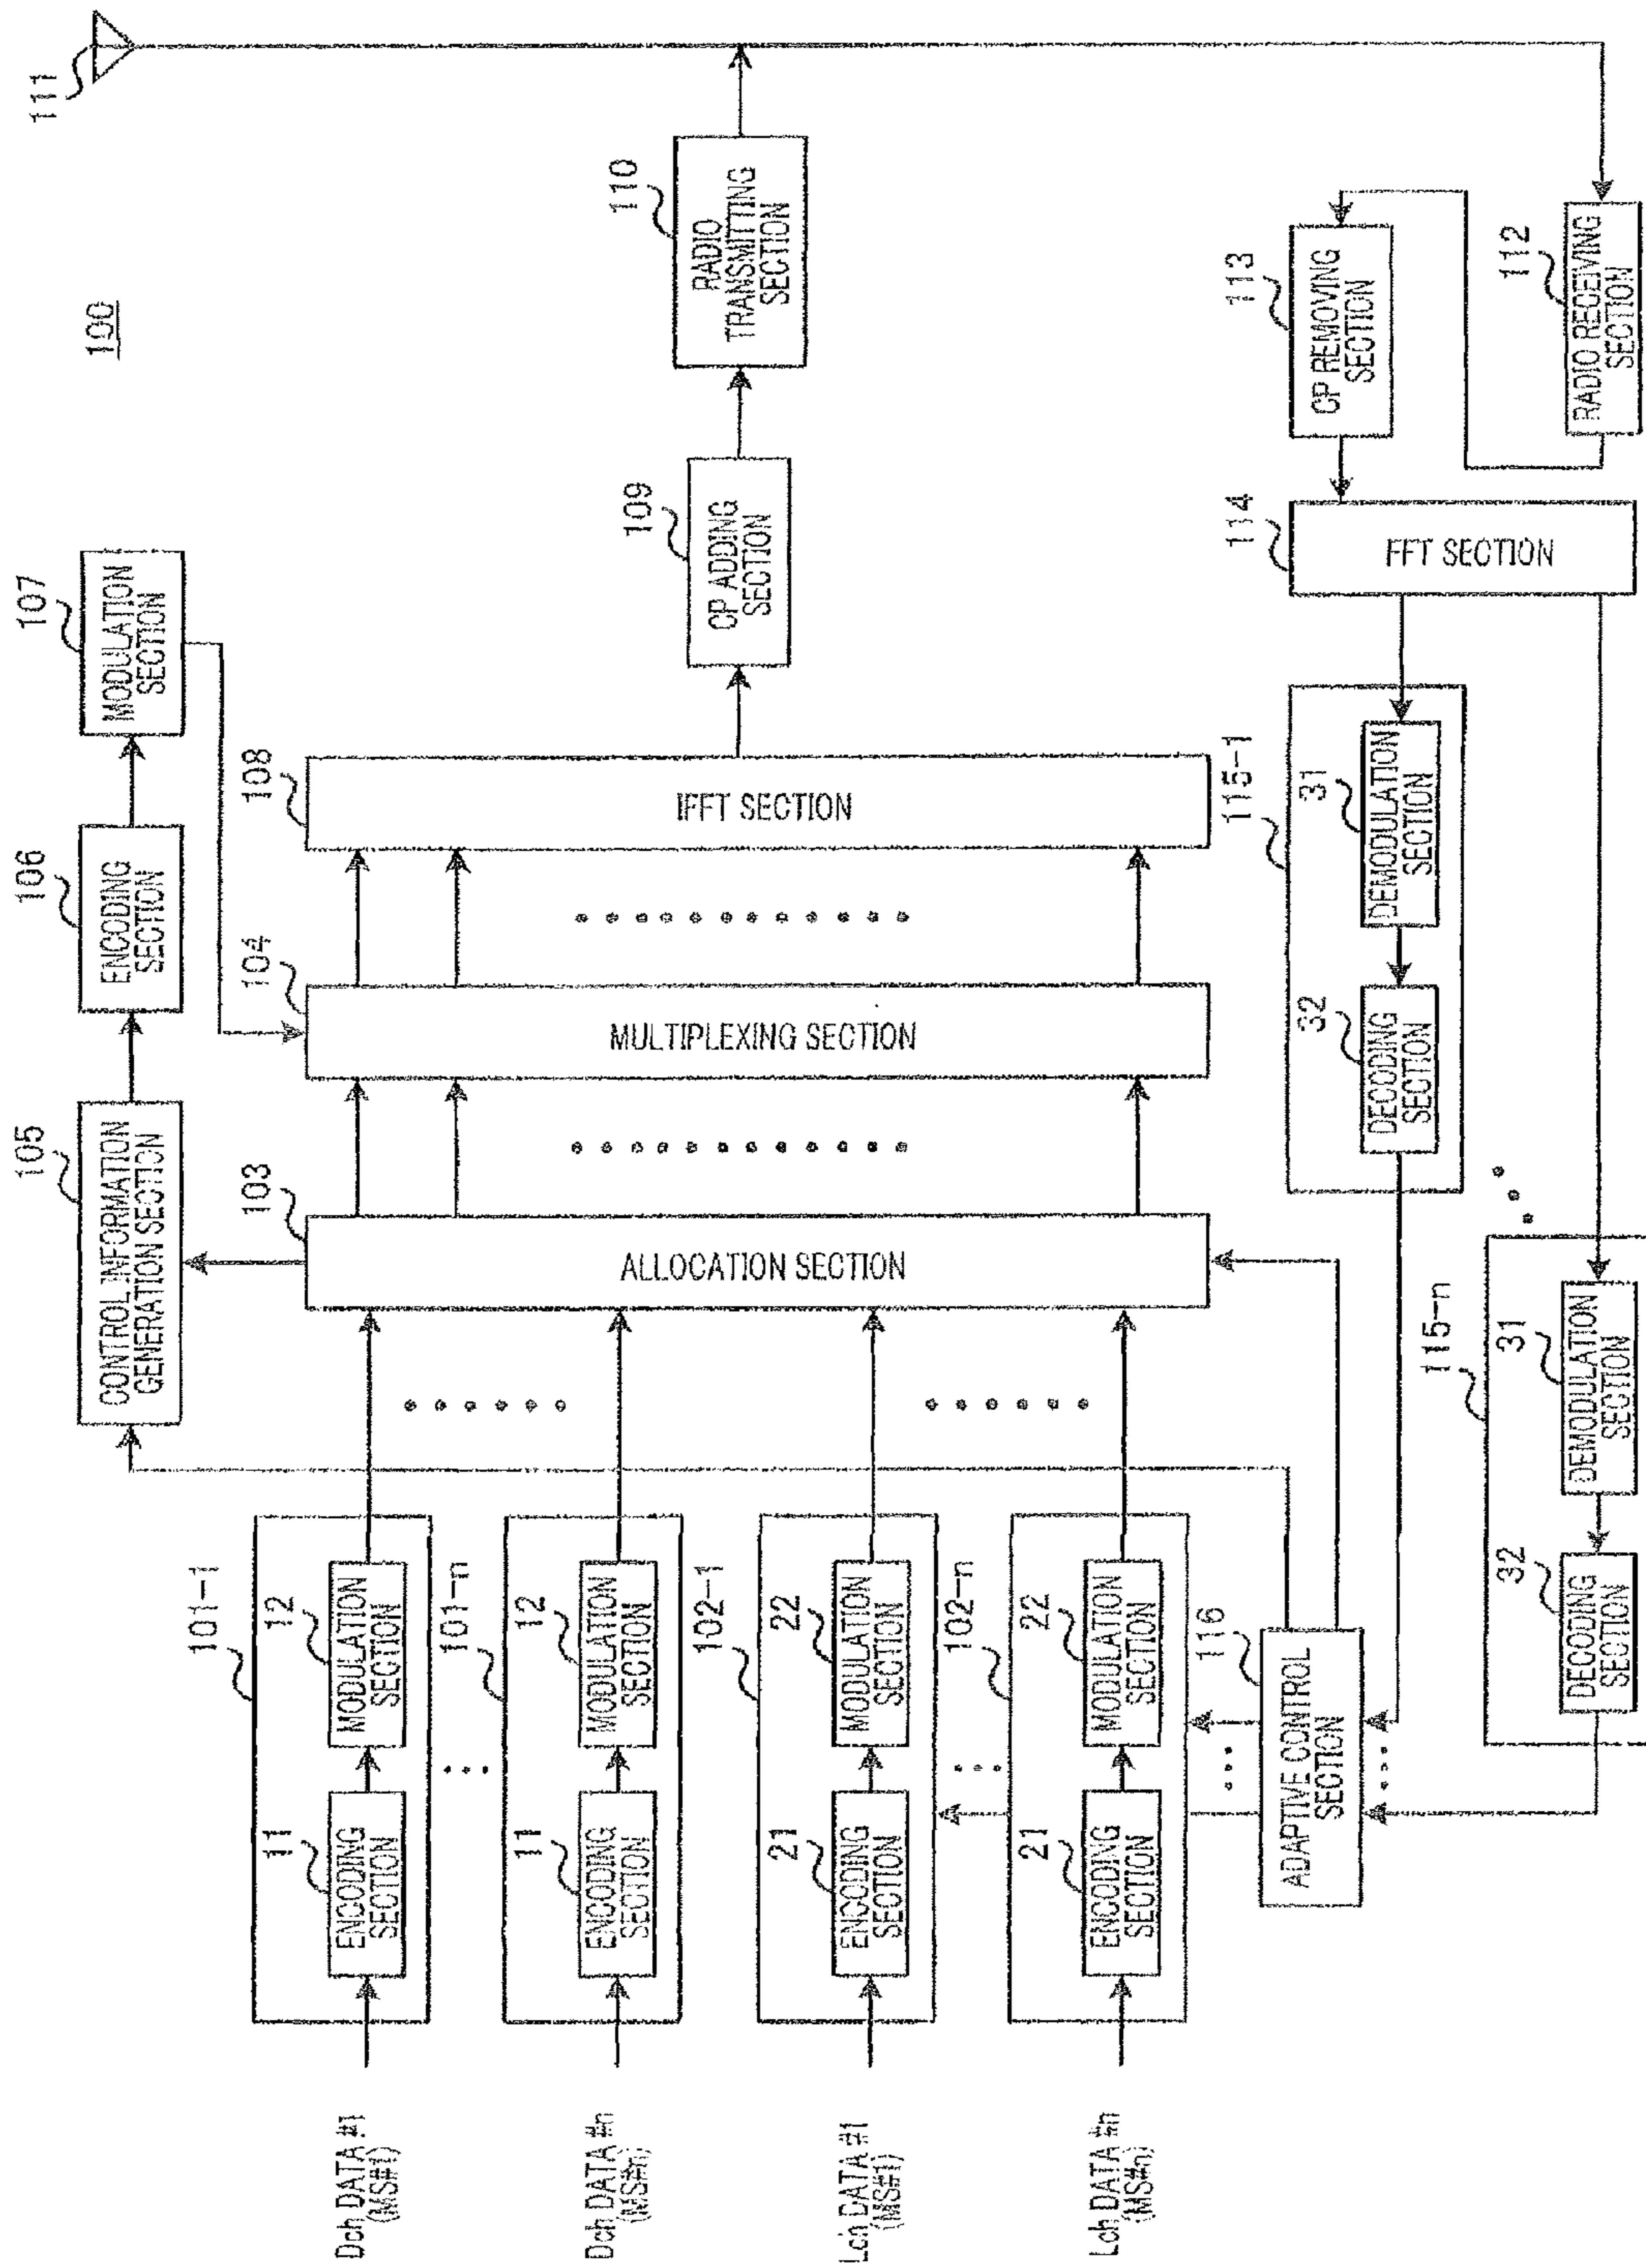 100
111
105
CONTROL INFORMATION
GENERATION SECTION
106
ENCODING
SECTION
107
MODULATION
SECTION
101-1
Dch DATA #1
(MS#1)
11
ENCODING
SECTION
12
MODULATION
SECTION
101-n
Dch DATA #n
(MS#n)
11
ENCODING
SECTION
12
MODULATION
SECTION
102-1
Lch DATA #1
(MS#1)
21
ENCODING
SECTION
22
MODULATION
SECTION
102-n
Lch DATA #n
(MS#n)
21
ENCODING
SECTION
22
MODULATION
SECTION
103
ALLOCATION SECTION
104
MULTIPLEXING SECTION
108
IFFT SECTION
109
CP ADDING
SECTION
110
RADIO
TRANSMITTING
SECTION
116
ADAPTIVE CONTROL
SECTION
115-1
32
DECODING
SECTION
31
DEMODULATION
SECTION
114
FFT SECTION
113
CP REMOVING
SECTION
112
RADIO RECEIVING
SECTION
115-n
32
DECODING
SECTION
31
DEMODULATION
SECTION